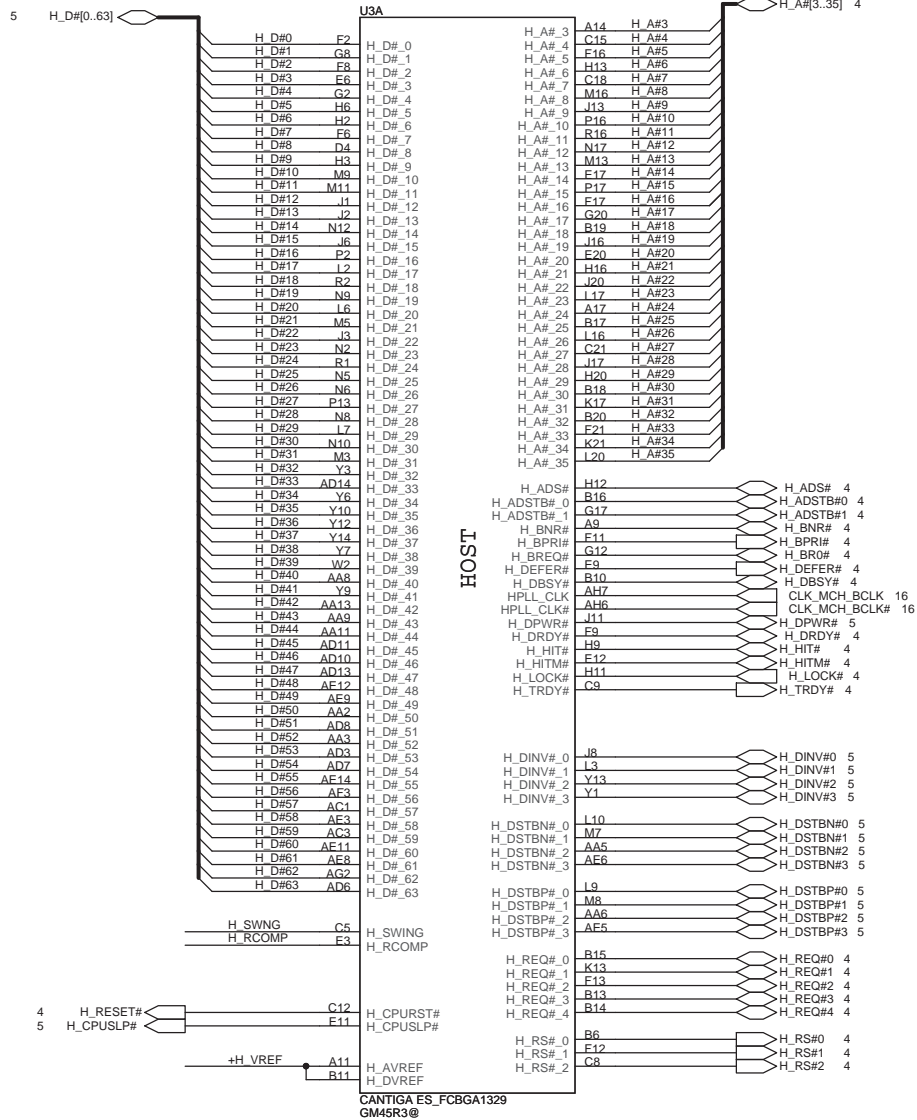 5 H_D#[0..63]
U3A
H_A#[3..35] 4
H_D#0 F2 H_D#_0
H_D#1 G8 H_D#_1
H_D#2 F8 H_D#_2
H_D#3 E6 H_D#_3
H_D#4 G2 H_D#_4
H_D#5 H6 H_D#_5
H_D#6 H2 H_D#_6
H_D#7 F6 H_D#_7
H_D#8 D4 H_D#_8
H_D#9 H3 H_D#_9
H_D#10 M9 H_D#_10
H_D#11 M11 H_D#_11
H_D#12 J1 H_D#_12
H_D#13 J2 H_D#_13
H_D#14 N12 H_D#_14
H_D#15 J6 H_D#_15
H_D#16 P2 H_D#_16
H_D#17 L2 H_D#_17
H_D#18 R2 H_D#_18
H_D#19 N9 H_D#_19
H_D#20 L6 H_D#_20
H_D#21 M5 H_D#_21
H_D#22 J3 H_D#_22
H_D#23 N2 H_D#_23
H_D#24 R1 H_D#_24
H_D#25 N5 H_D#_25
H_D#26 N6 H_D#_26
H_D#27 P13 H_D#_27
H_D#28 N8 H_D#_28
H_D#29 L7 H_D#_29
H_D#30 N10 H_D#_30
H_D#31 M3 H_D#_31
H_D#32 Y3 H_D#_32
H_D#33 AD14 H_D#_33
H_D#34 Y6 H_D#_34
H_D#35 Y10 H_D#_35
H_D#36 Y12 H_D#_36
H_D#37 Y14 H_D#_37
H_D#38 Y7 H_D#_38
H_D#39 W2 H_D#_39
H_D#40 AA8 H_D#_40
H_D#41 Y9 H_D#_41
H_D#42 AA13 H_D#_42
H_D#43 AA9 H_D#_43
H_D#44 AA11 H_D#_44
H_D#45 AD11 H_D#_45
H_D#46 AD10 H_D#_46
H_D#47 AD13 H_D#_47
H_D#48 AE12 H_D#_48
H_D#49 AE9 H_D#_49
H_D#50 AA2 H_D#_50
H_D#51 AD8 H_D#_51
H_D#52 AA3 H_D#_52
H_D#53 AD3 H_D#_53
H_D#54 AD7 H_D#_54
H_D#55 AE14 H_D#_55
H_D#56 AF3 H_D#_56
H_D#57 AC1 H_D#_57
H_D#58 AE3 H_D#_58
H_D#59 AC3 H_D#_59
H_D#60 AE11 H_D#_60
H_D#61 AE8 H_D#_61
H_D#62 AG2 H_D#_62
H_D#63 AD6 H_D#_63
H_SWNG C5 H_SWING
H_RCOMP E3 H_RCOMP
4 H_RESET# C12 H_CPURST#
5 H_CPUSLP# E11 H_CPUSLP#
+H_VREF A11 H_AVREF
B11 H_DVREF
HOST
H_A#_3 A14 H_A#3
H_A#_4 C15 H_A#4
H_A#_5 F16 H_A#5
H_A#_6 H13 H_A#6
H_A#_7 C18 H_A#7
H_A#_8 M16 H_A#8
H_A#_9 J13 H_A#9
H_A#_10 P16 H_A#10
H_A#_11 R16 H_A#11
H_A#_12 N17 H_A#12
H_A#_13 M13 H_A#13
H_A#_14 E17 H_A#14
H_A#_15 P17 H_A#15
H_A#_16 F17 H_A#16
H_A#_17 G20 H_A#17
H_A#_18 B19 H_A#18
H_A#_19 J16 H_A#19
H_A#_20 E20 H_A#20
H_A#_21 H16 H_A#21
H_A#_22 J20 H_A#22
H_A#_23 L17 H_A#23
H_A#_24 A17 H_A#24
H_A#_25 B17 H_A#25
H_A#_26 L16 H_A#26
H_A#_27 C21 H_A#27
H_A#_28 J17 H_A#28
H_A#_29 H20 H_A#29
H_A#_30 B18 H_A#30
H_A#_31 K17 H_A#31
H_A#_32 B20 H_A#32
H_A#_33 F21 H_A#33
H_A#_34 K21 H_A#34
H_A#_35 L20 H_A#35
H_ADS# H12 H_ADS# 4
H_ADSTB#_0 B16 H_ADSTB#0 4
H_ADSTB#_1 G17 H_ADSTB#1 4
H_BNR# A9 H_BNR# 4
H_BPRI# F11 H_BPRI# 4
H_BREQ# G12 H_BR0# 4
H_DEFER# E9 H_DEFER# 4
H_DBSY# B10 H_DBSY# 4
HPLL_CLK AH7 CLK_MCH_BCLK 16
HPLL_CLK# AH6 CLK_MCH_BCLK# 16
H_DPWR# J11 H_DPWR# 5
H_DRDY# F9 H_DRDY# 4
H_HIT# H9 H_HIT# 4
H_HITM# E12 H_HITM# 4
H_LOCK# H11 H_LOCK# 4
H_TRDY# C9 H_TRDY# 4
H_DINV#_0 J8 H_DINV#0 5
H_DINV#_1 L3 H_DINV#1 5
H_DINV#_2 Y13 H_DINV#2 5
H_DINV#_3 Y1 H_DINV#3 5
H_DSTBN#_0 L10 H_DSTBN#0 5
H_DSTBN#_1 M7 H_DSTBN#1 5
H_DSTBN#_2 AA5 H_DSTBN#2 5
H_DSTBN#_3 AE6 H_DSTBN#3 5
H_DSTBP#_0 L9 H_DSTBP#0 5
H_DSTBP#_1 M8 H_DSTBP#1 5
H_DSTBP#_2 AA6 H_DSTBP#2 5
H_DSTBP#_3 AE5 H_DSTBP#3 5
H_REQ#_0 B15 H_REQ#0 4
H_REQ#_1 K13 H_REQ#1 4
H_REQ#_2 F13 H_REQ#2 4
H_REQ#_3 B13 H_REQ#3 4
H_REQ#_4 B14 H_REQ#4 4
H_RS#_0 B6 H_RS#0 4
H_RS#_1 F12 H_RS#1 4
H_RS#_2 C8 H_RS#2 4
CANTIGA ES_FCBGA1329
GM45R3@